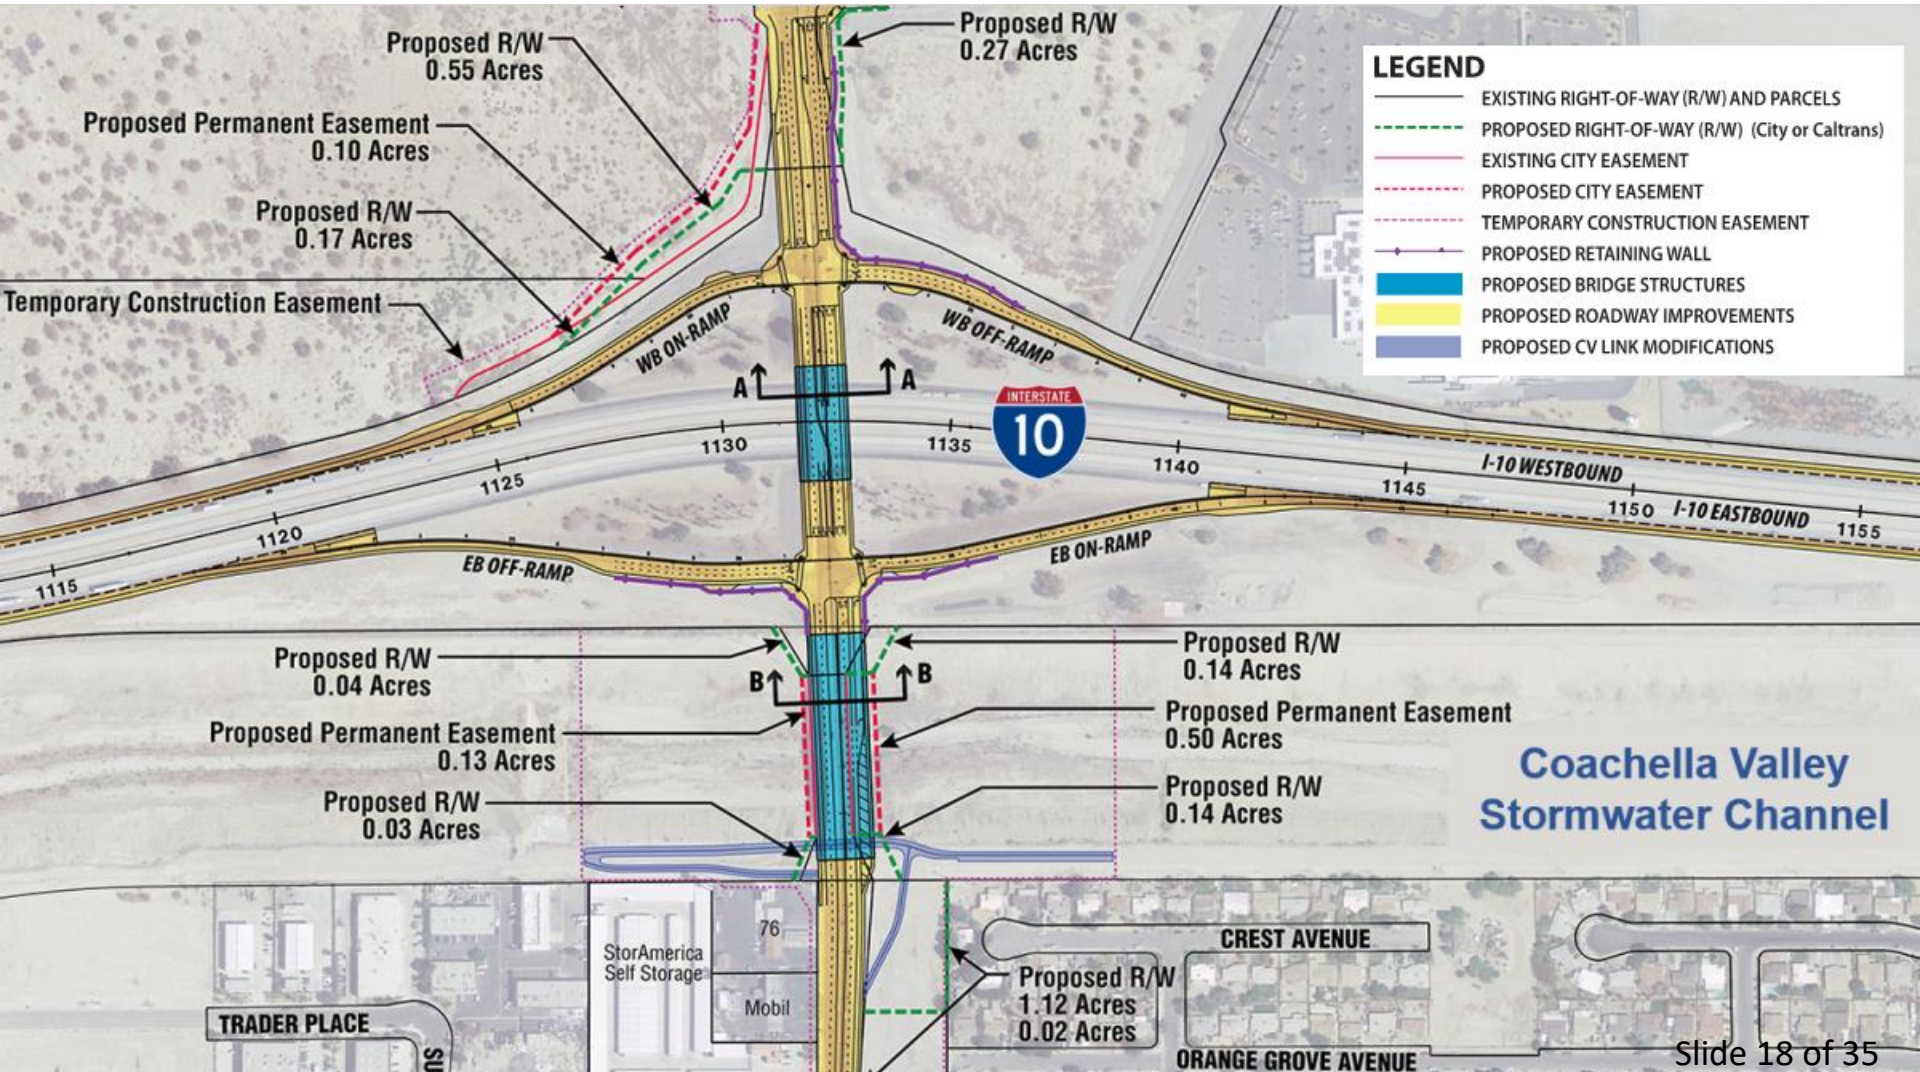 Proposed R/W
0.55 Acres
Proposed R/W
0.27 Acres
Proposed Permanent Easement
0.10 Acres
Proposed R/W
0.17 Acres
Temporary Construction Easement
LEGEND
EXISTING RIGHT-OF-WAY (R/W) AND PARCELS
PROPOSED RIGHT-OF-WAY (R/W) (City or Caltrans)
EXISTING CITY EASEMENT
PROPOSED CITY EASEMENT
TEMPORARY CONSTRUCTION EASEMENT
PROPOSED RETAINING WALL
PROPOSED BRIDGE STRUCTURES
PROPOSED ROADWAY IMPROVEMENTS
PROPOSED CV LINK MODIFICATIONS
WB ON-RAMP
WB OFF-RAMP
A
A
INTERSTATE
10
1115
1120
1125
1130
1135
1140
1145
1150
1155
I-10 WESTBOUND
I-10 EASTBOUND
EB OFF-RAMP
EB ON-RAMP
Proposed R/W
0.04 Acres
Proposed R/W
0.14 Acres
B
B
Proposed Permanent Easement
0.13 Acres
Proposed Permanent Easement
0.50 Acres
Proposed R/W
0.03 Acres
Proposed R/W
0.14 Acres
Coachella Valley
Stormwater Channel
76
StorAmerica
Self Storage
Mobil
CREST AVENUE
Proposed R/W
1.12 Acres
0.02 Acres
TRADER PLACE
ORANGE GROVE AVENUE
Slide 18 of 35